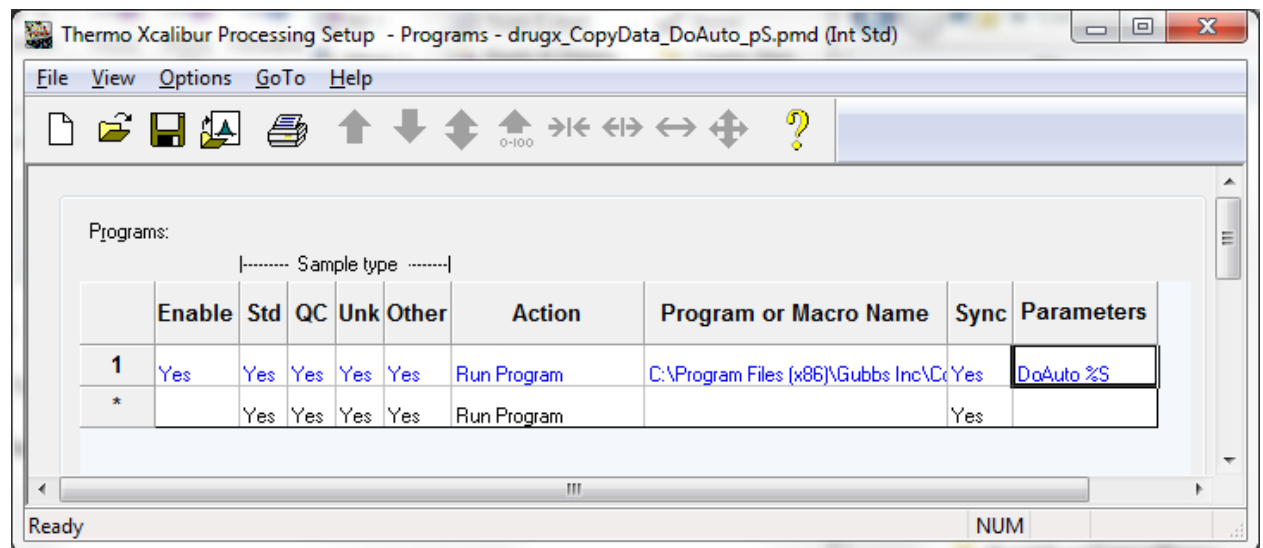 Thermo Xcalibur Processing Setup - Programs - drugx_CopyData_DoAuto_pS.pmd (Int Std)
File View Options GoTo Help
0-100
Programs:
|--------- Sample type --------|
Enable Std QC Unk Other Action Program or Macro Name Sync Parameters
1 Yes Yes Yes Yes Yes Run Program C:\Program Files (x86)\Gubbs Inc\Co Yes DoAuto %S
* Yes Yes Yes Yes Run Program Yes
Ready NUM